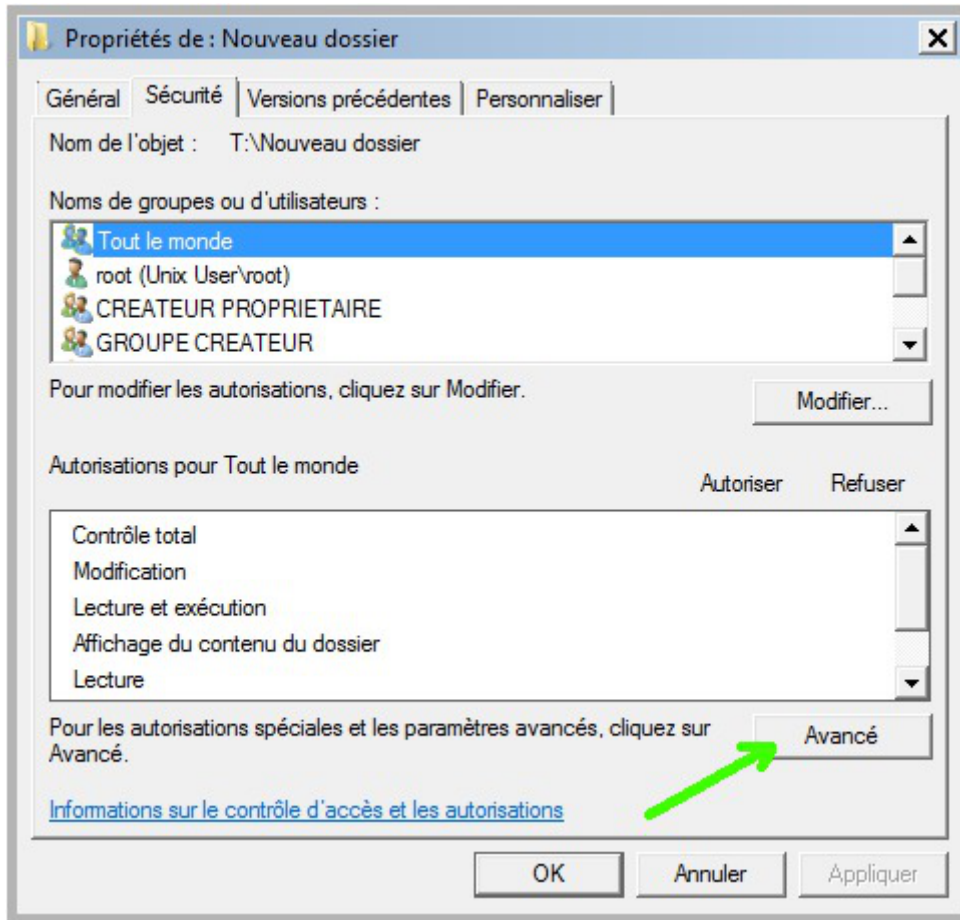 Propriétés de : Nouveau dossier
Général Sécurité Versions précédentes Personnaliser
Nom de l'objet : T:\Nouveau dossier
Noms de groupes ou d'utilisateurs :
Tout le monde
root (Unix User\root)
CREATEUR PROPRIETAIRE
GROUPE CREATEUR
Pour modifier les autorisations, cliquez sur Modifier.
Modifier...
Autorisations pour Tout le monde
Autoriser Refuser
Contrôle total
Modification
Lecture et exécution
Affichage du contenu du dossier
Lecture
Pour les autorisations spéciales et les paramètres avancés, cliquez sur
Avancé.
Avancé
Informations sur le contrôle d'accès et les autorisations
OK Annuler Appliquer